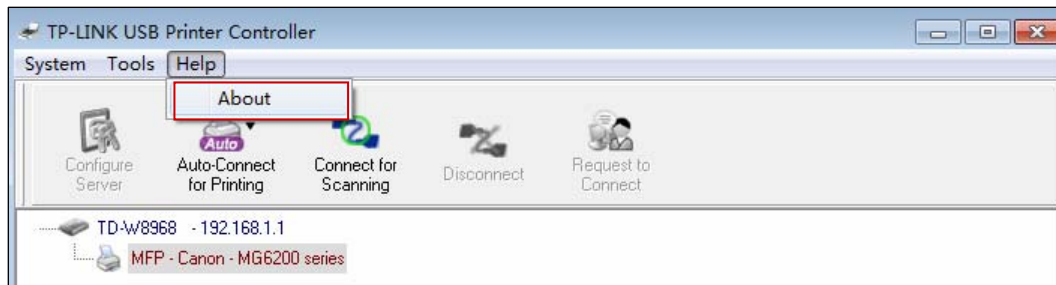 TP-LINK USB Printer Controller
System Tools Help
About
Auto
Configure Server
Auto-Connect for Printing
Connect for Scanning
Disconnect
Request to Connect
TD-W8968 - 192.168.1.1
MFP - Canon - MG6200 series